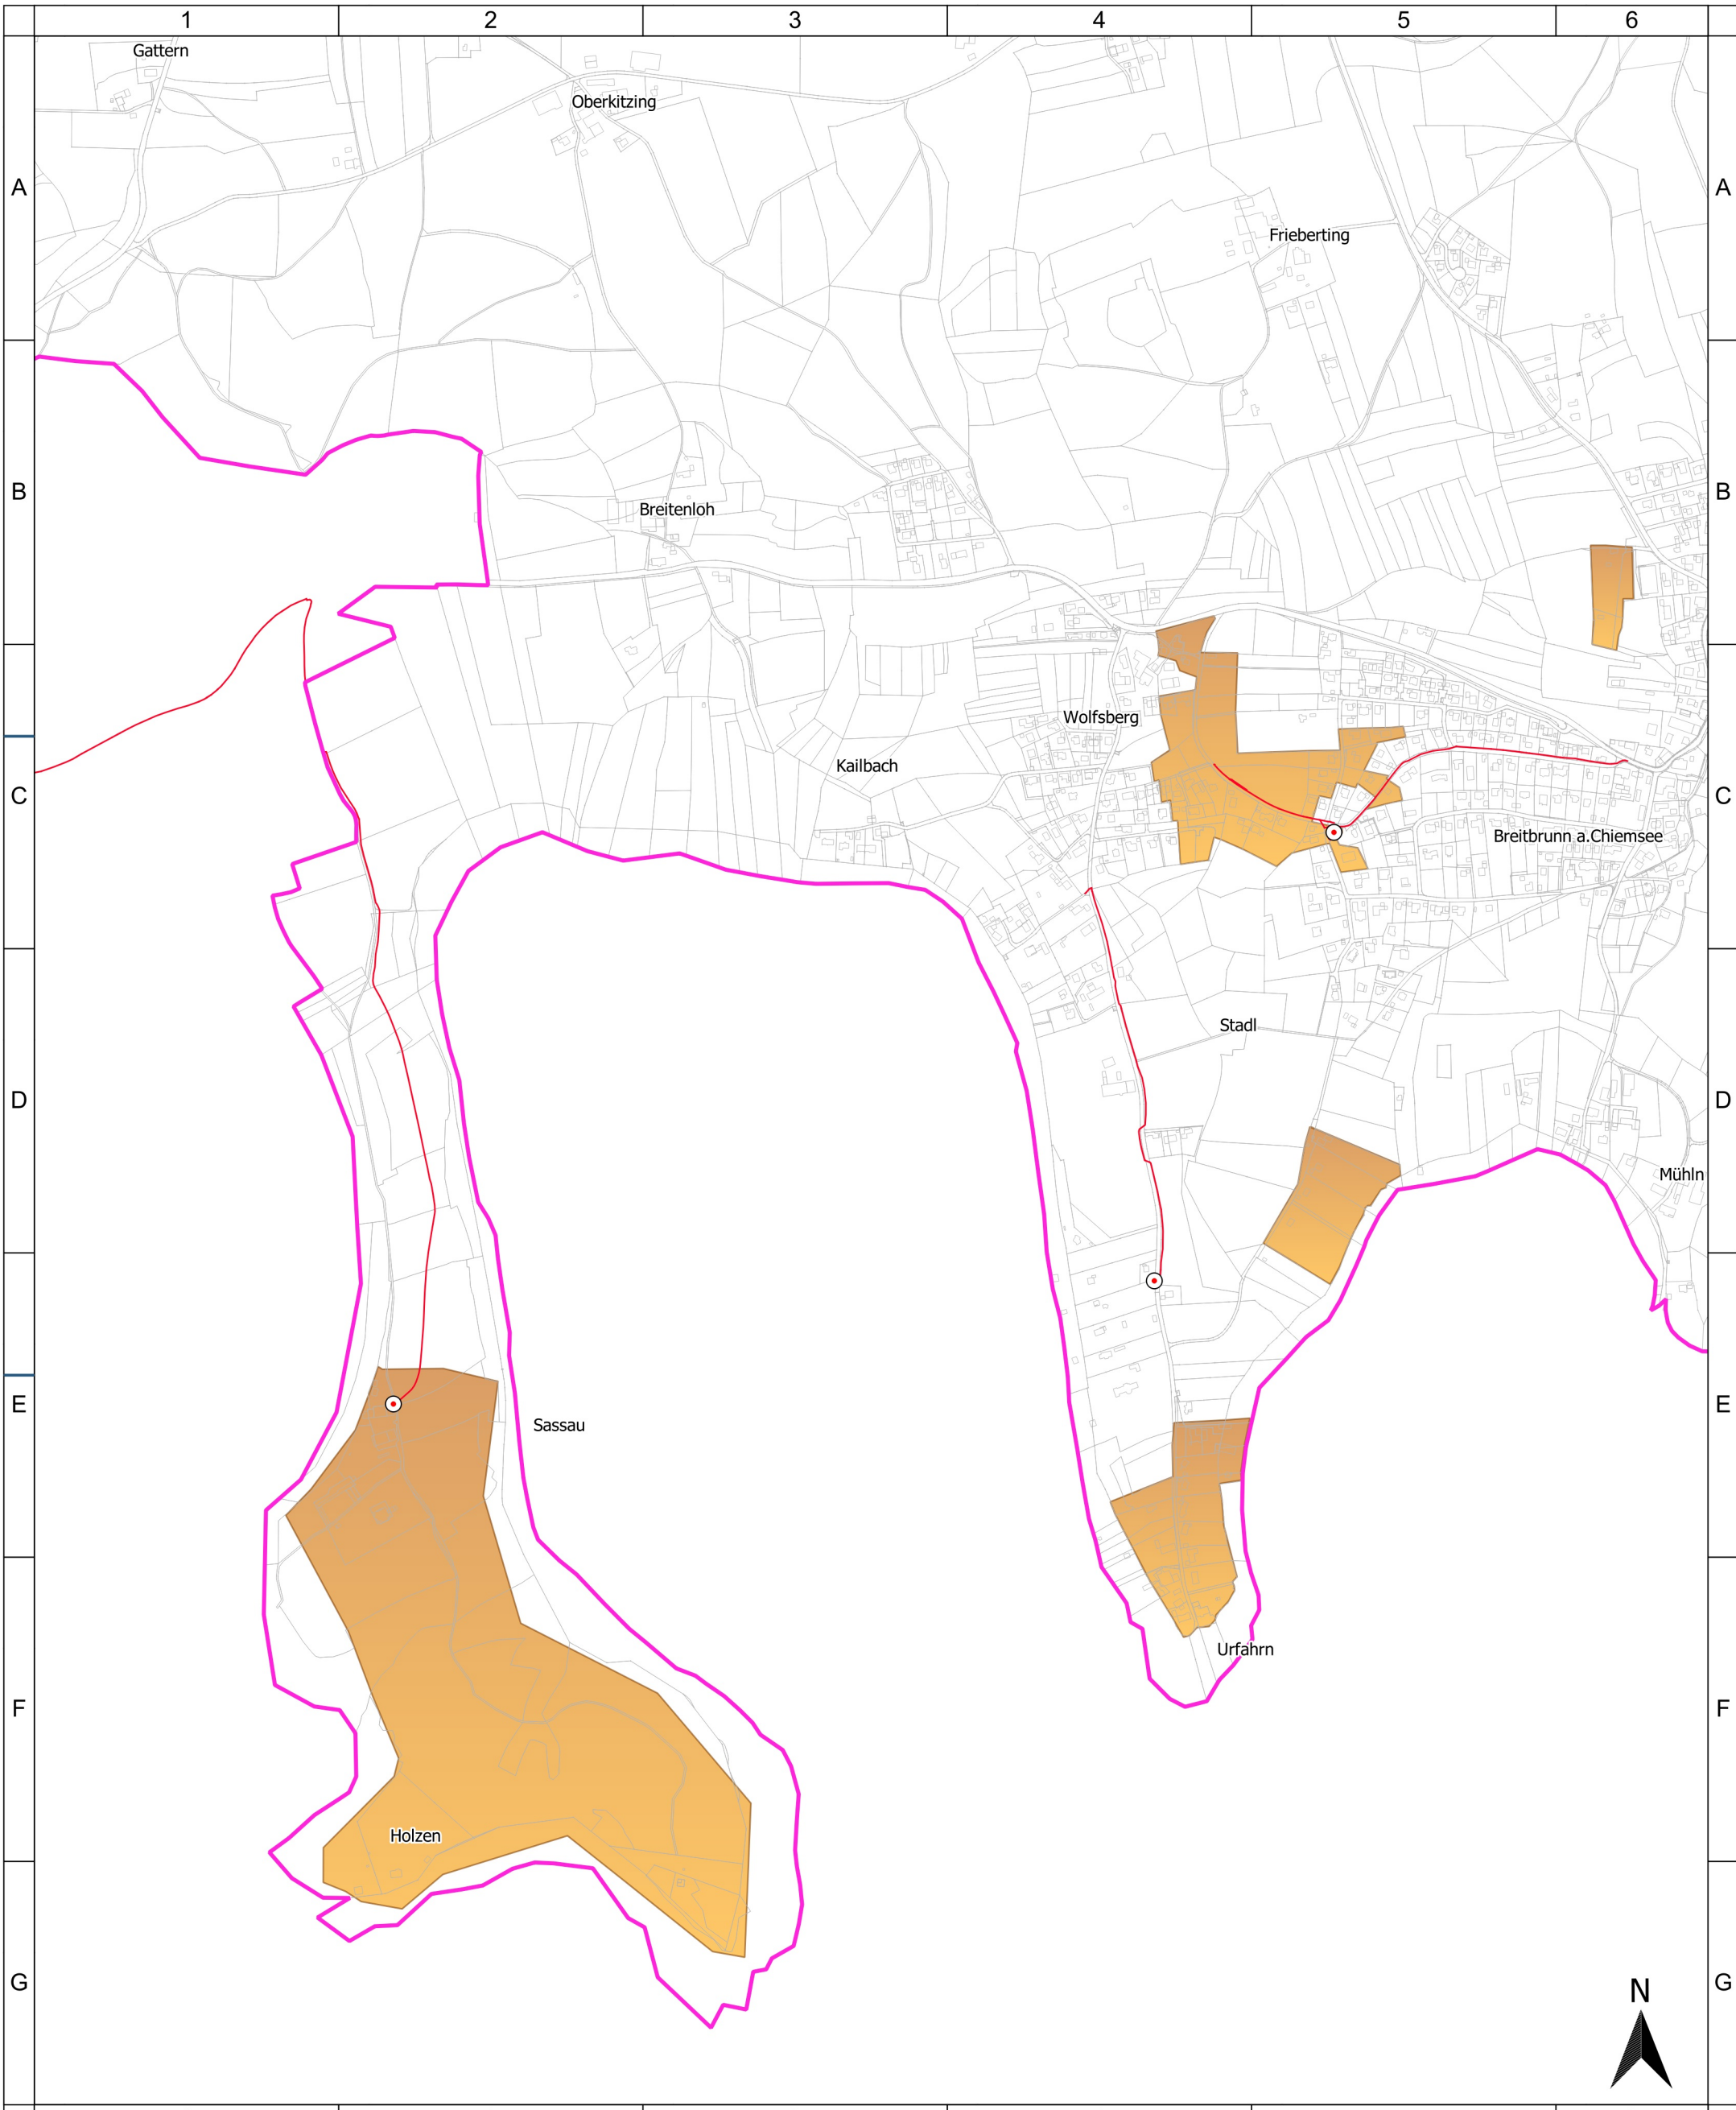 1 2 3 4 5 6
Gattern
Oberkitzing
A A
Frieberting
B B
Breitenloh
Wolfsberg
Kailbach
C C
Breitbrunn a.Chiemsee
Stadl
D D
Mühln
E E
Sassau
Urfahrn
F F
Holzen
G G
N